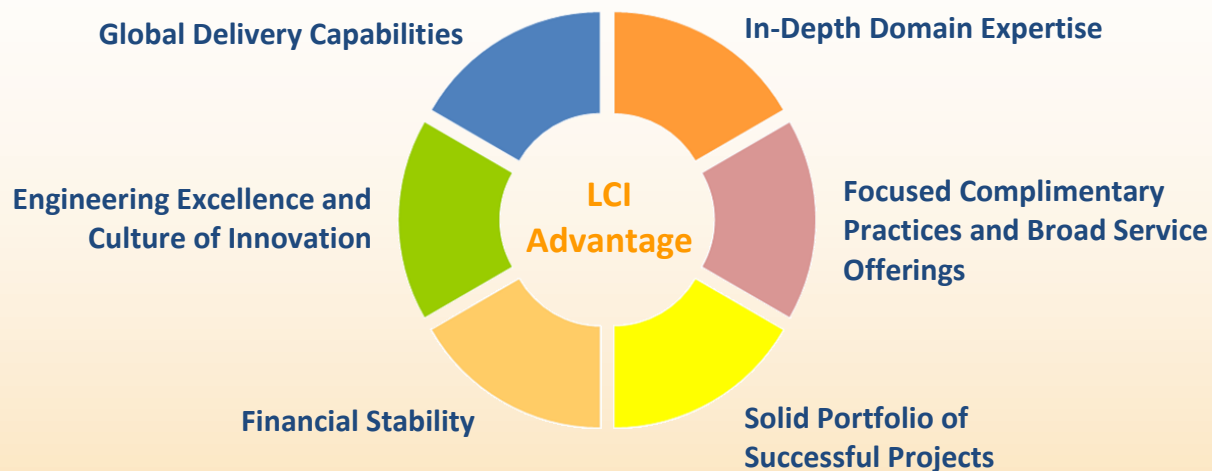 Global Delivery Capabilities
In-Depth Domain Expertise
Engineering Excellence and
Culture of Innovation
LCI
Advantage
Focused Complimentary
Practices and Broad Service
Offerings
Financial Stability
Solid Portfolio of
Successful Projects